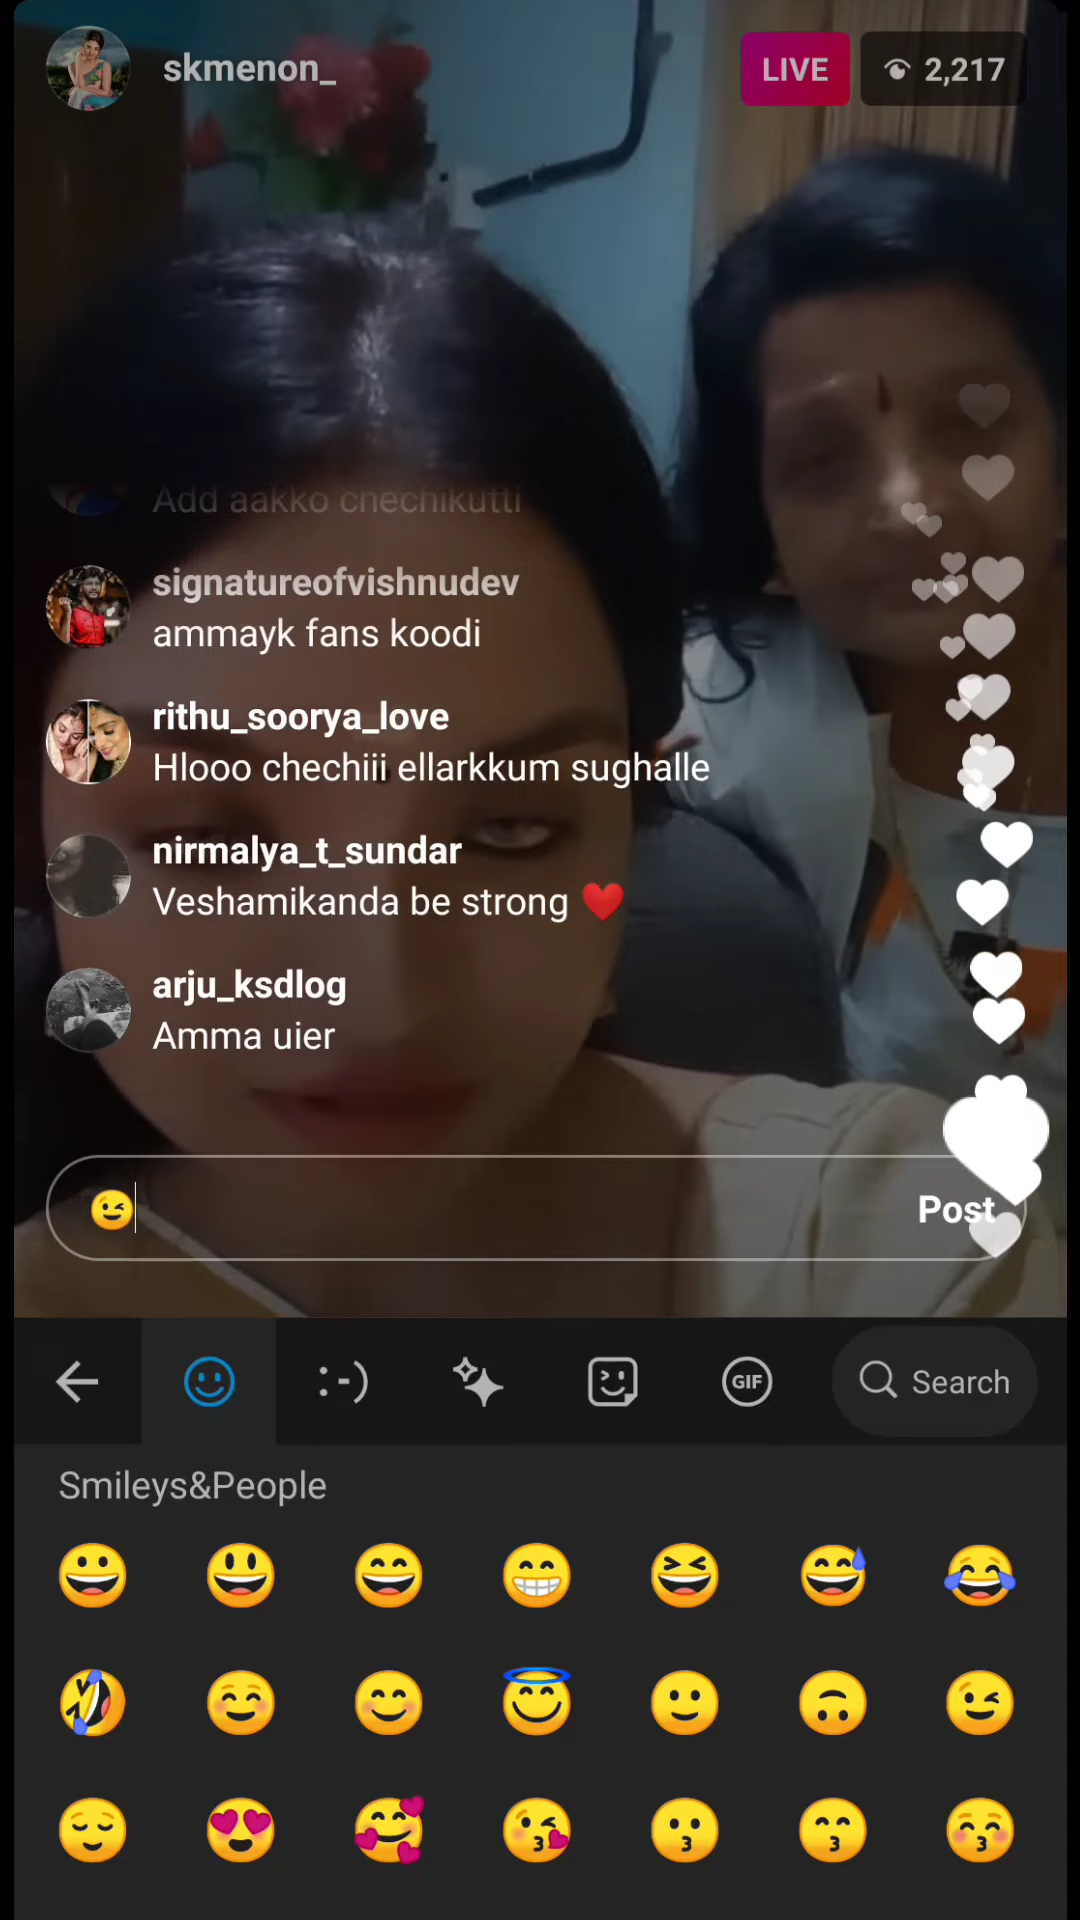 skmenon_
LIVE
2,217
Add aakko chechikutti
signatureofvishnudev
ammayk fans koodi
rithu_soorya_love
Hlooo chechiii ellarkkum sughalle
nirmalya_t_sundar
Veshamikanda be strong ❤️
arju_ksdlog
Amma uier
😉
Post
:-)
GIF
Search
Smileys&People